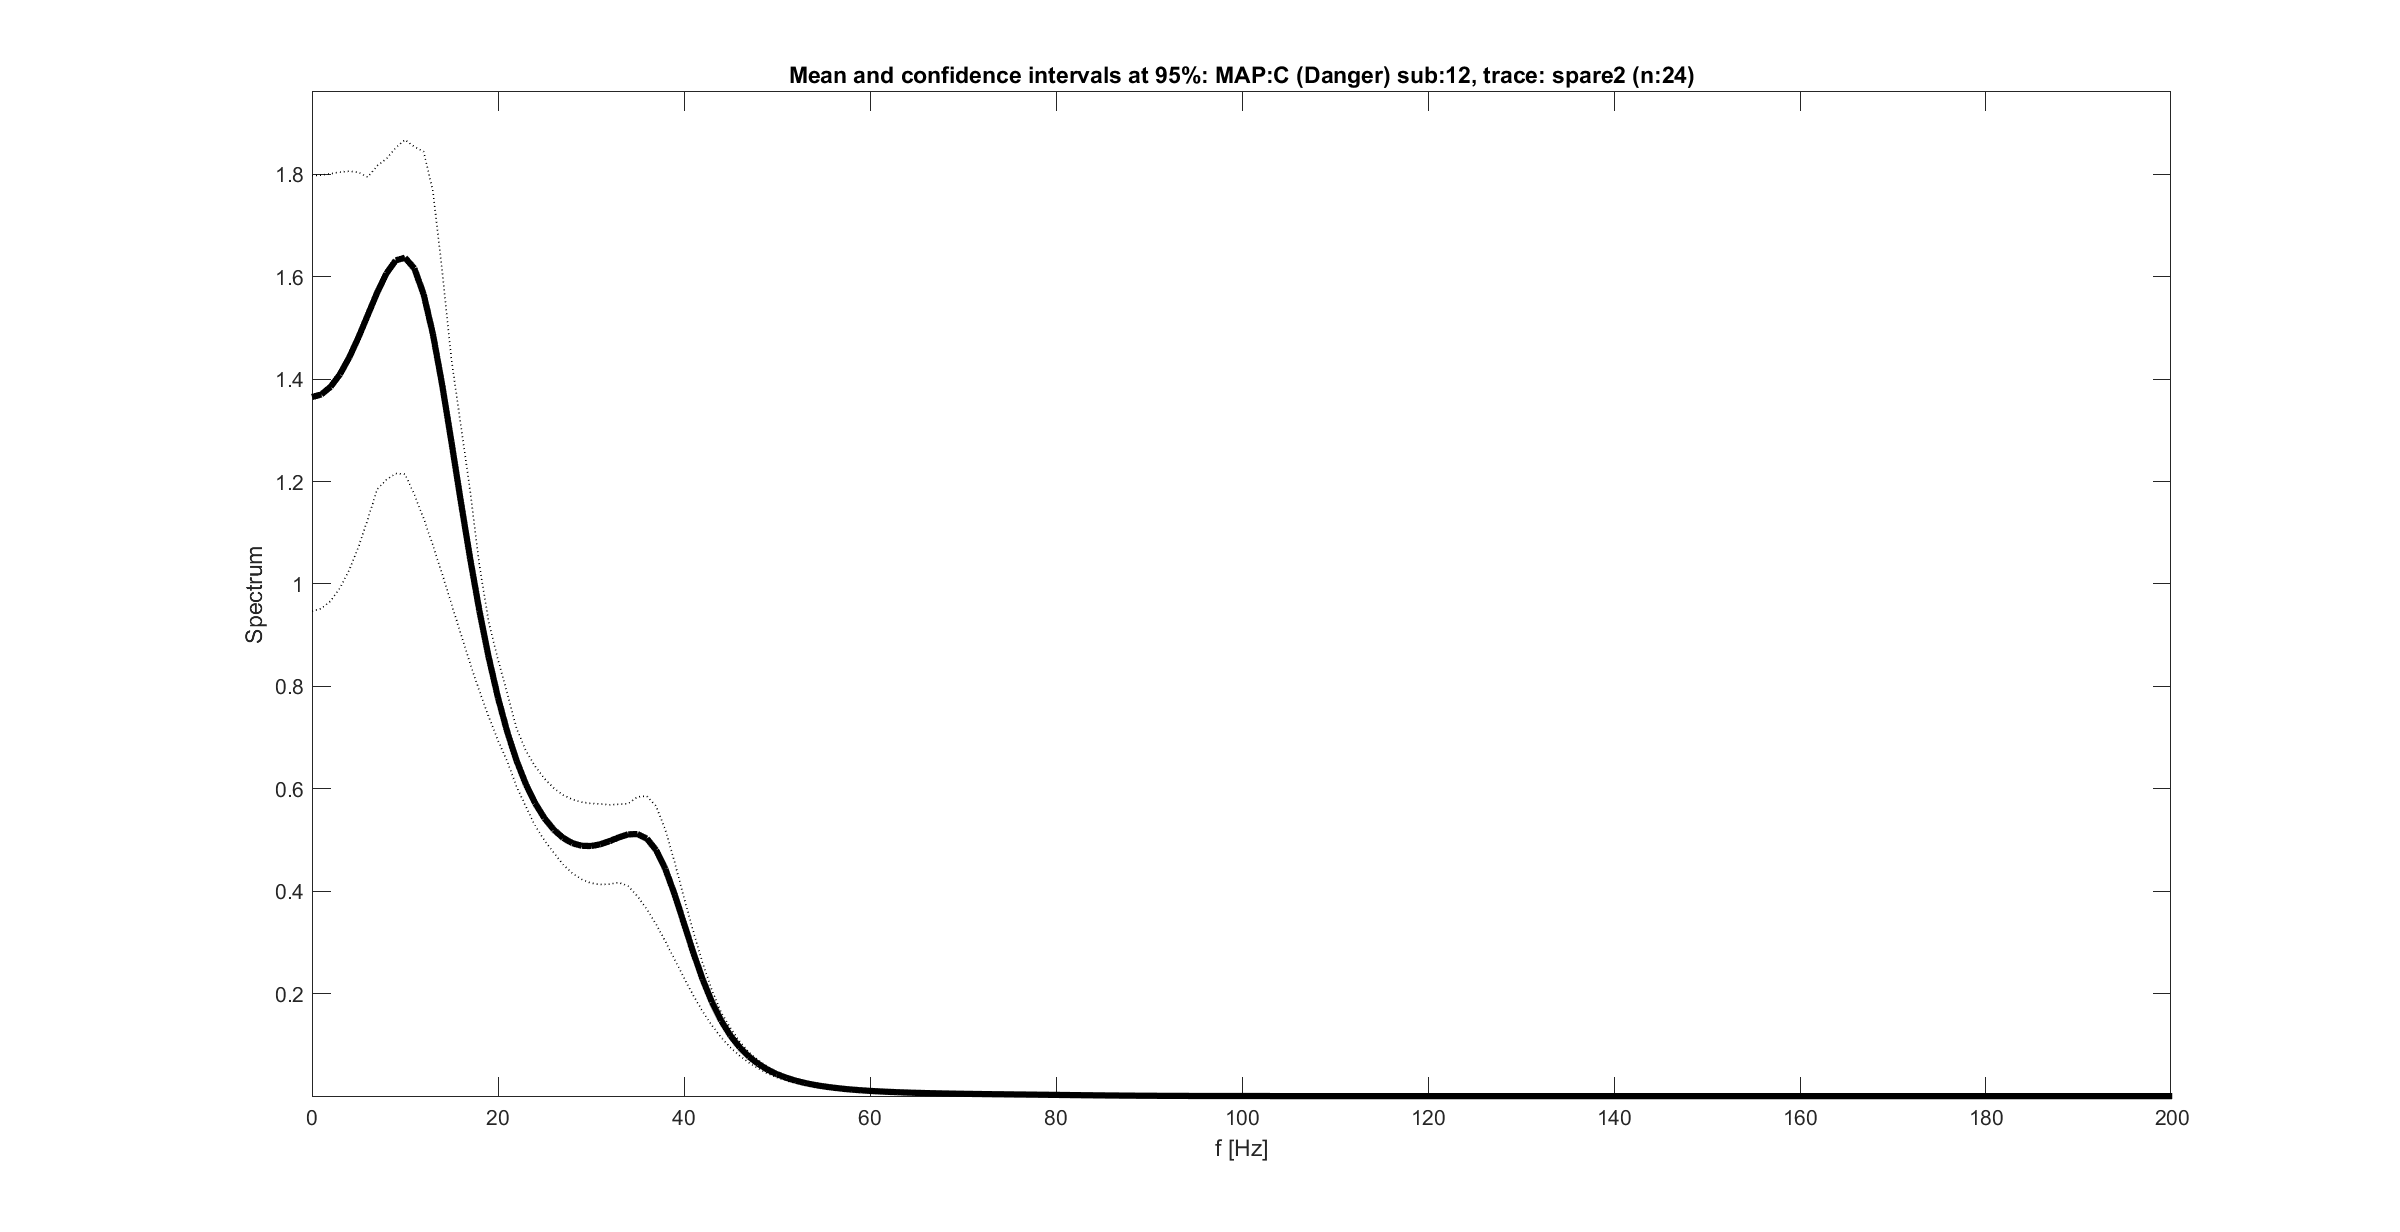 Mean and confidence intervals at 95%: MAP:C (Danger) sub:12, trace: spare2 (n:24)
1.8
1.6
1.4
1.2
1
0.8
0.6
0.4
0.2
Spectrum
0 20 40 60 80 100 120 140 160 180 200
f [Hz]